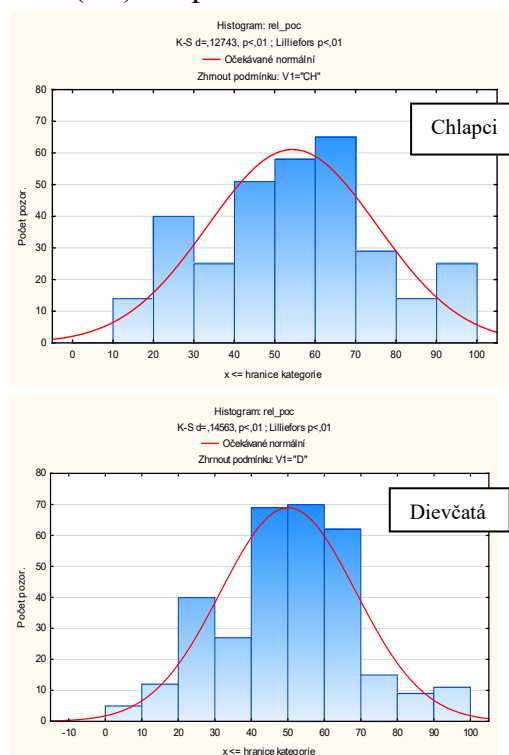 Histogram: rel_poc
K-S d=,12743, p<,01 ; Lilliefors p<,01
Očekávané normální
Zhrnout podmínku: V1="CH"
Chlapci
80
70
60
50
40
30
20
10
0
Počet pozor.
0 10 20 30 40 50 60 70 80 90 100
x <= hranice kategorie
Histogram: rel_poc
K-S d=,14563, p<,01 ; Lilliefors p<,01
Očekávané normální
Zhrnout podmínku: V1="D"
Dievčatá
80
70
60
50
40
30
20
10
0
Počet pozor.
-10 0 10 20 30 40 50 60 70 80 90 100
x <= hranice kategorie